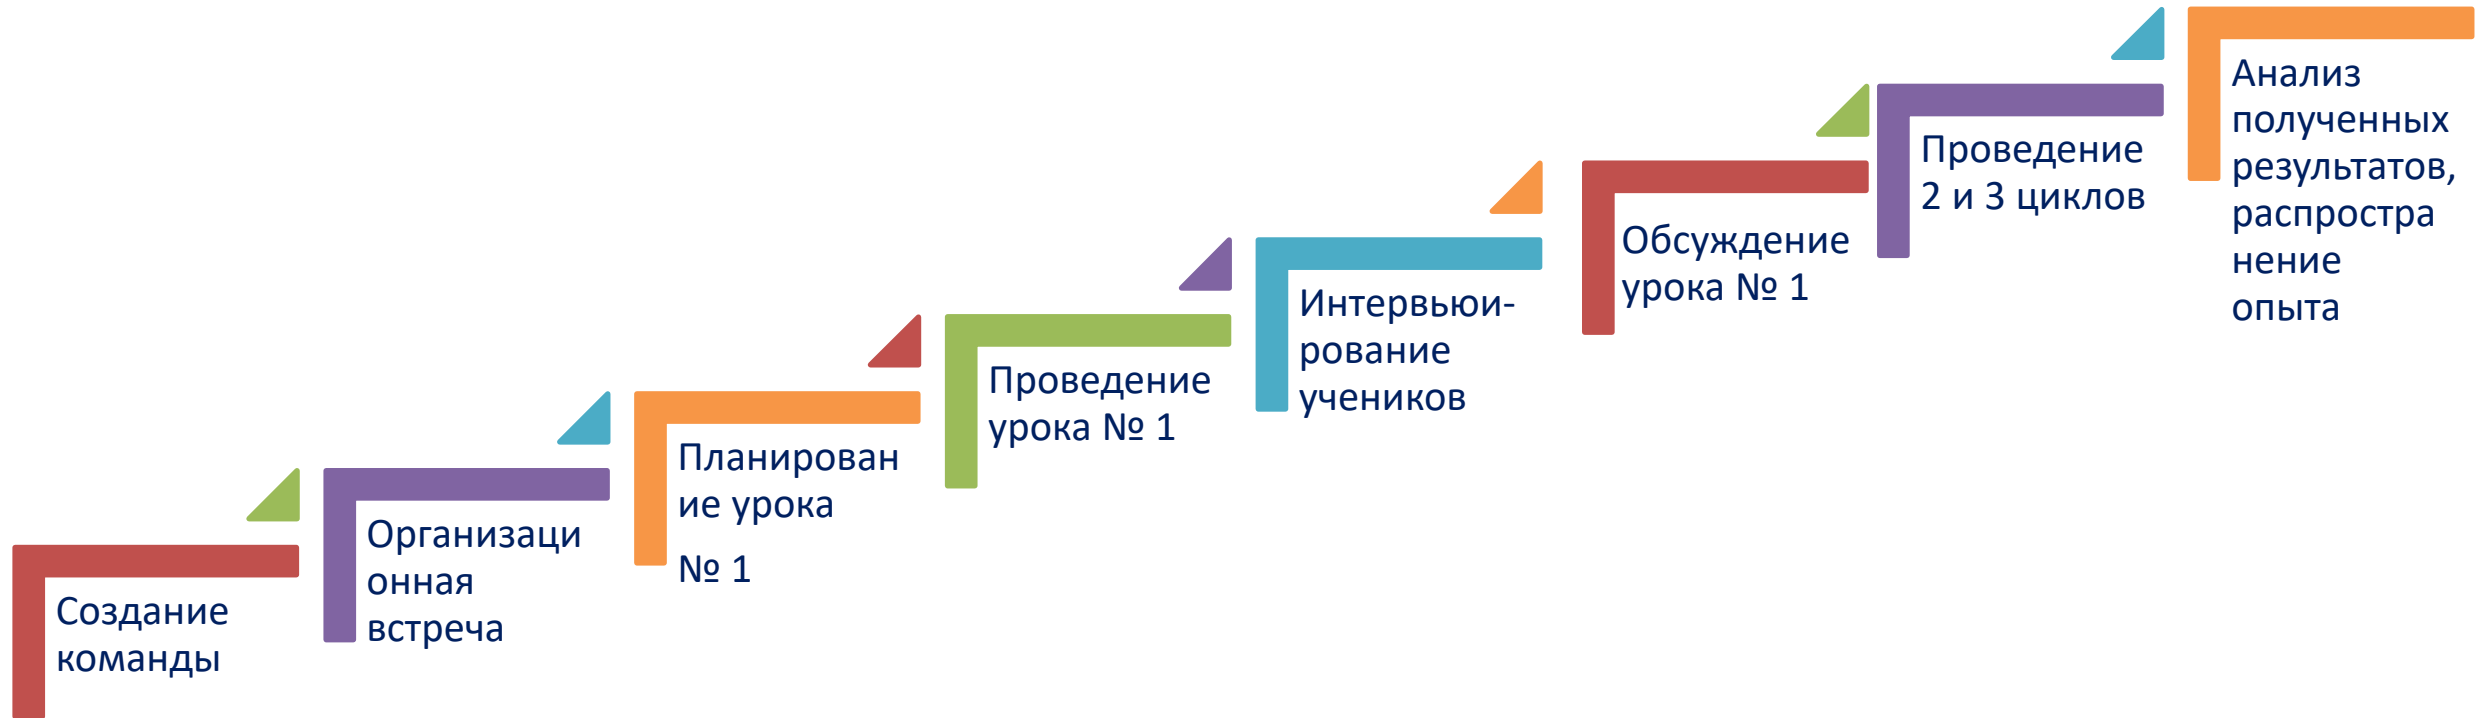 Создание
команды
Организаци
онная
встреча
Планирован
ие урока
№ 1
Проведение
урока № 1
Интервьюи-
рование
учеников
Обсуждение
урока № 1
Проведение
2 и 3 циклов
Анализ
полученных
результатов,
распростра
нение
опыта